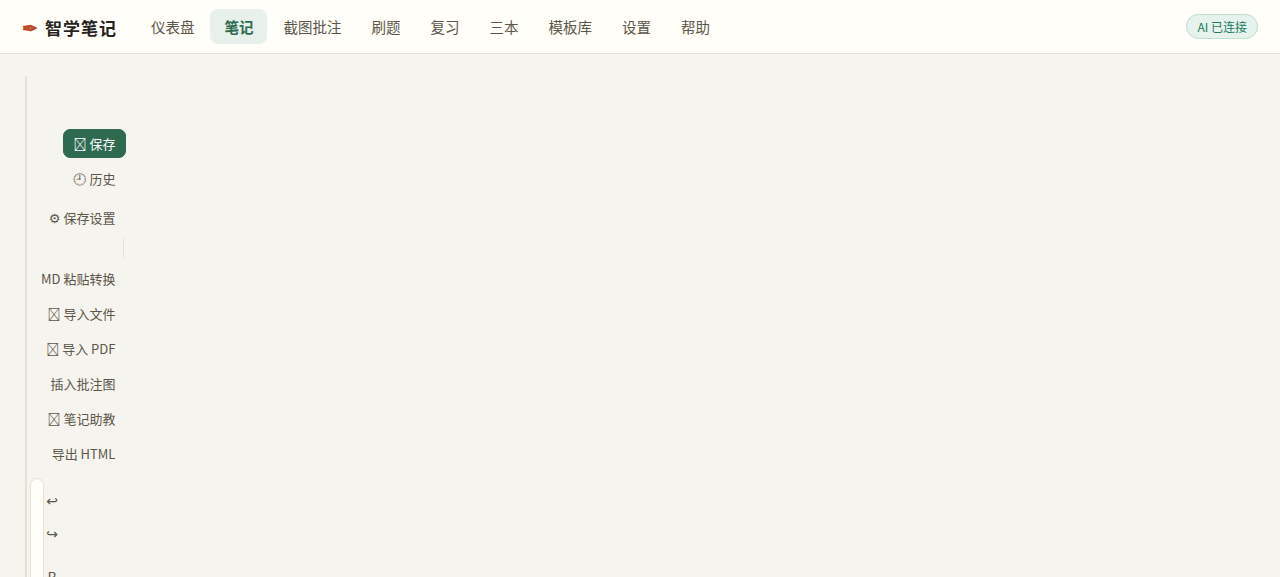 智学笔记 仪表盘 笔记 截图批注 刷题 复习 三本 模板库 设置 帮助 AI 已连接
保存
历史
保存设置
MD 粘贴转换
导入文件
导入 PDF
插入批注图
笔记助教
导出 HTML